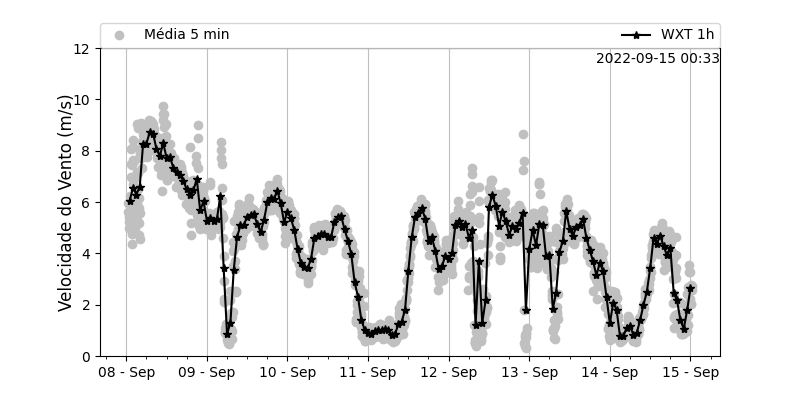 Média 5 min
WXT 1h
2022-09-15 00:33
Velocidade do Vento (m/s)
12
10
8
6
4
2
0
08 - Sep
09 - Sep
10 - Sep
11 - Sep
12 - Sep
13 - Sep
14 - Sep
15 - Sep